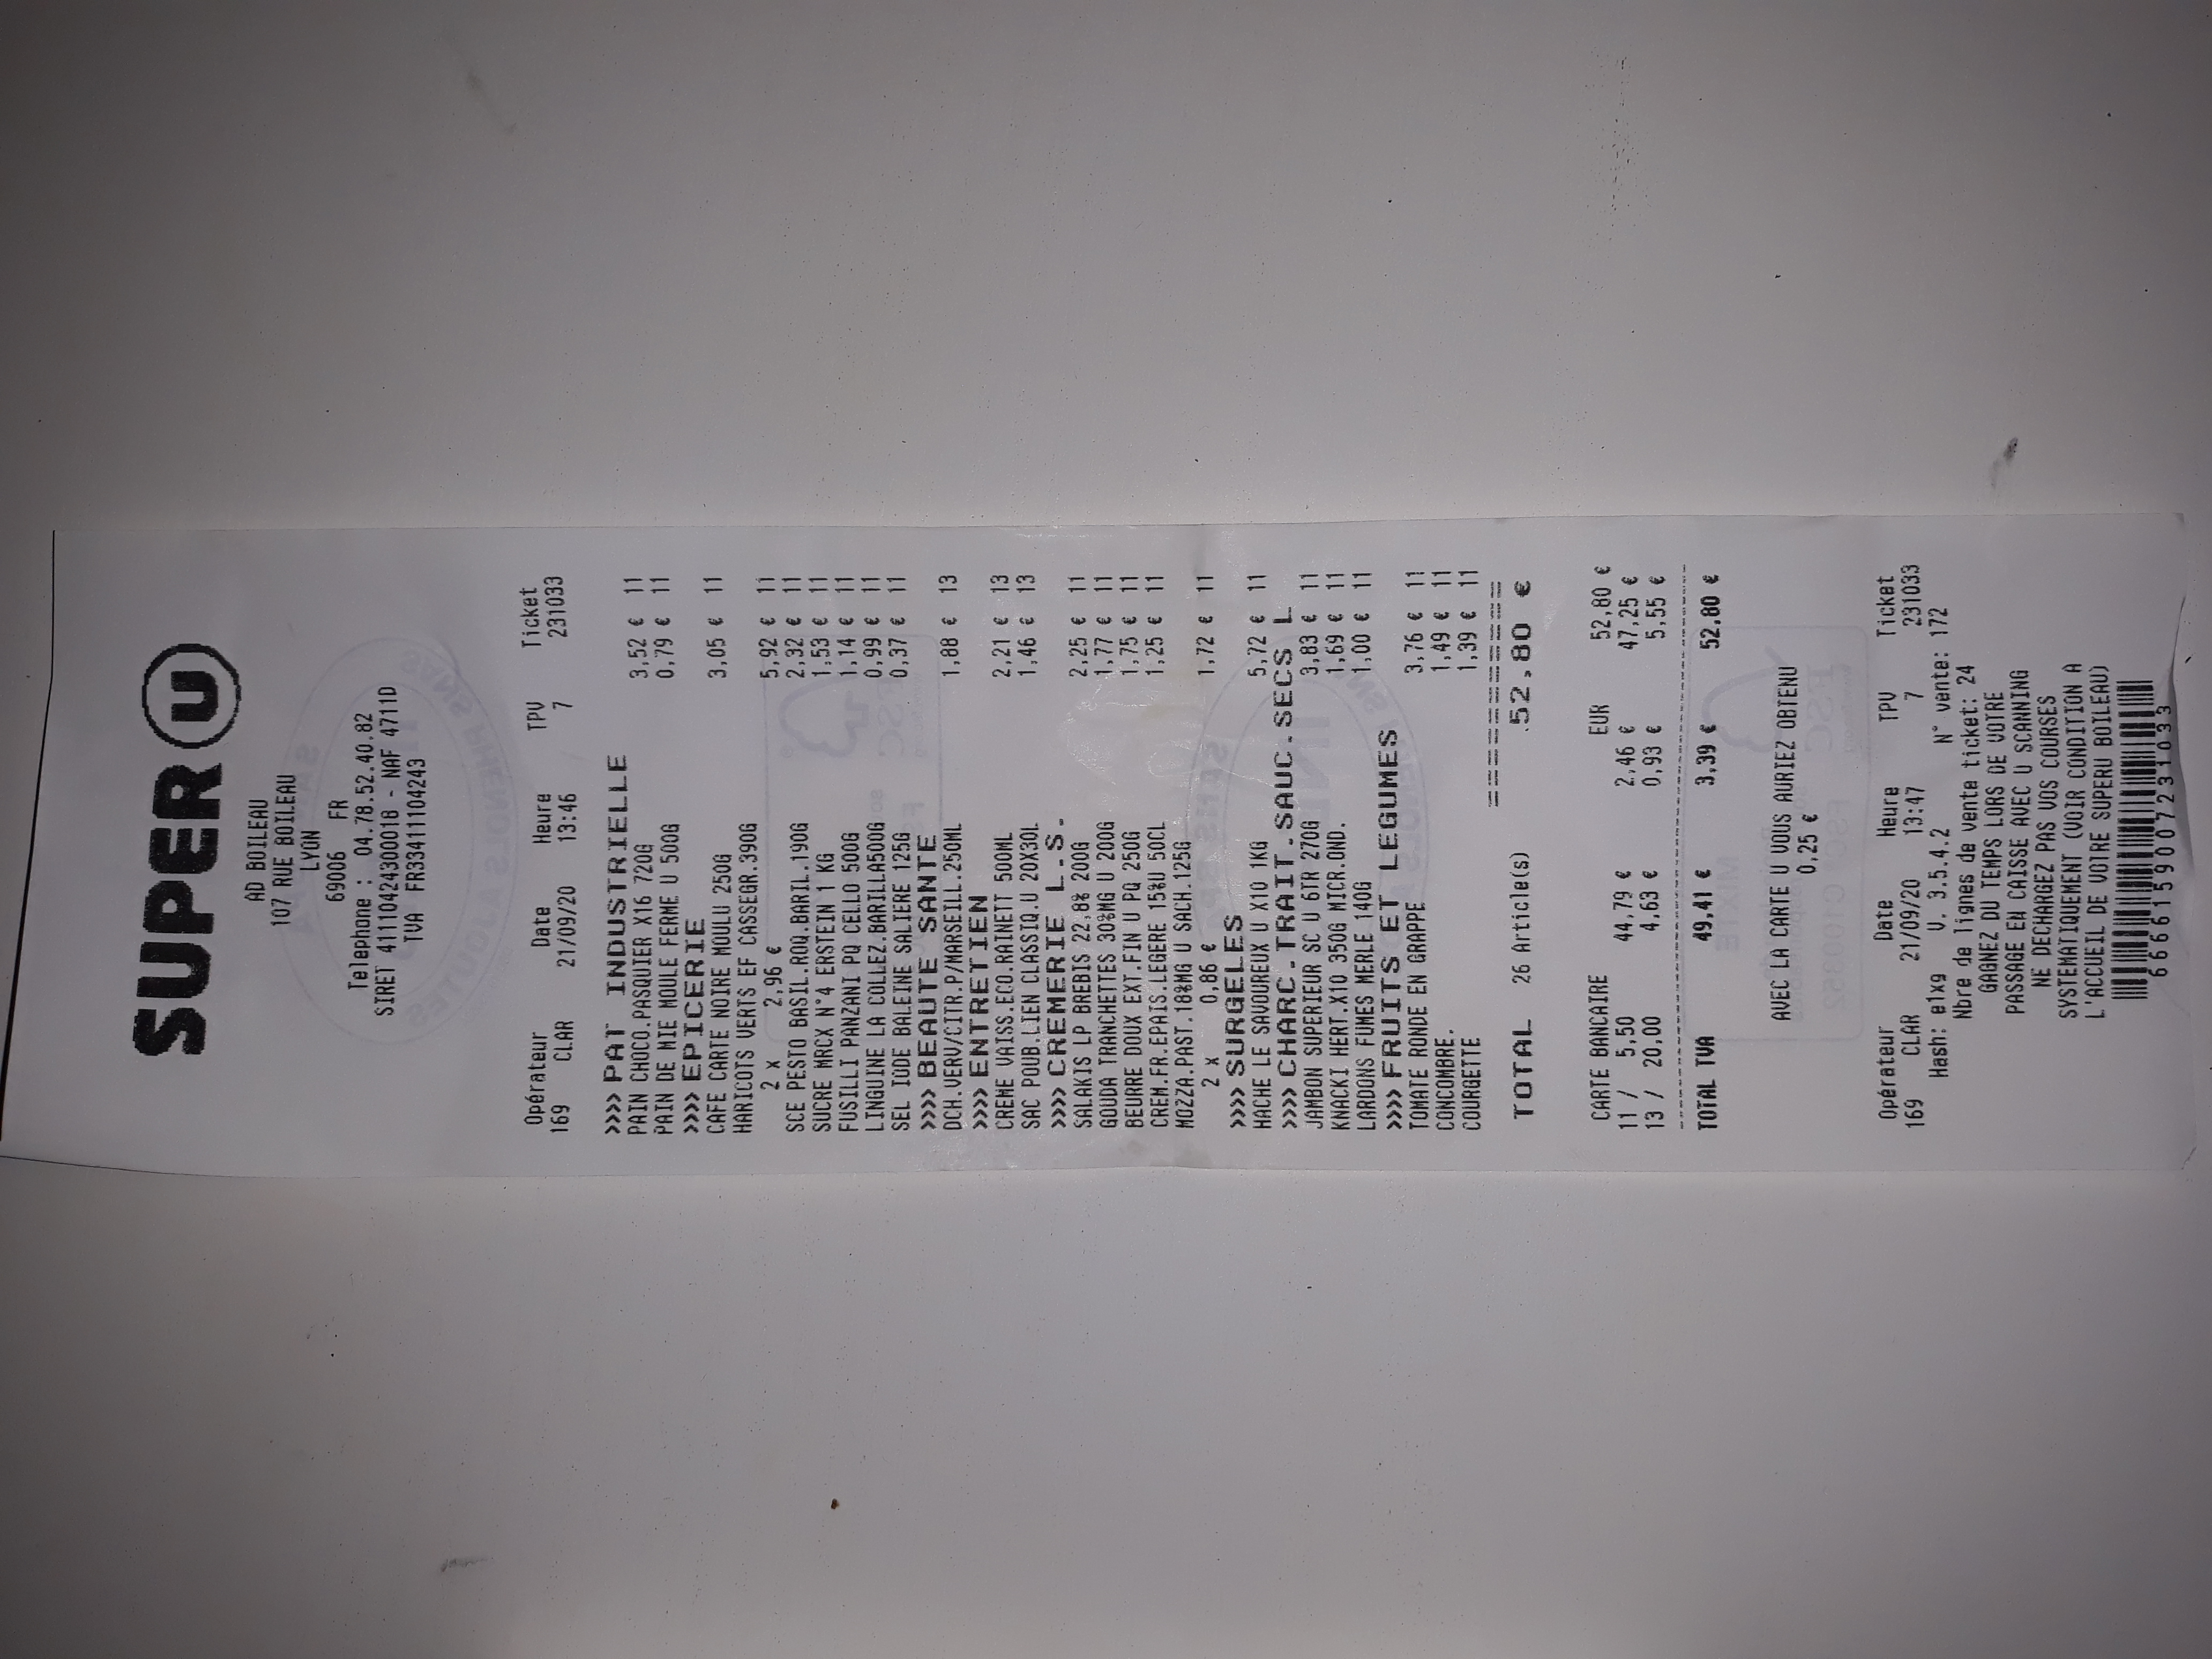 SUPER U
AD BOILEAU
107 RUE BOILEAU
LYON
69006 FR
Telephone : 04.78.52.40.82
SIRET 41110424300018 - NAF 4711D
TVA FR33411104243
Opérateur Date Heure TPV Ticket
169 CLAR 21/09/20 13:46 7 231033
»»» PAT INDUSTRIELLE
PAIN CHOCO.PASQUIER X16 720G 3,52 € 11
PAIN DE MIE MOULE FERME U 500G 0,79 € 11
»»» EPICERIE
CAFE CARTE NOIRE MOULU 250G 3,05 € 11
HARICOTS VERTS EF CASSEGR.390G
2 x 2,96 € 5,92 € 11
SCE PESTO BASIL.ROQ.BARIL.190G 2,32 € 11
SUCRE MRCX N°4 ERSTEIN 1 KG 1,53 € 11
FUSILLI PANZANI PQ CELLO 500G 1,14 € 11
LINGUINE LA COLLEZ.BARILLA500G 0,99 € 11
SEL IODE BALEINE SALIERE 125G 0,37 € 11
»»» BEAUTE SANTE
DCH.VERV/CITR.P/MARSEILL.250ML 1,88 € 13
»»» ENTRETIEN
CREME VAISS.ECO.RAINETT 500ML 2,21 € 13
SAC POUB.LIEN CLASSIQ.U 20X30L 1,46 € 13
»»» CREMERIE L.S.
SALAKIS LP BREBIS 22,8% 200G 2,25 € 11
GOUDA TRANCHETTES 30%MG U 200G 1,77 € 11
BEURRE DOUX EXT.FIN U PQ 250G 1,75 € 11
CREM.FR.EPAIS.LEGERE 15%U 50CL 1,25 € 11
MOZZA.PAST.18%MG U SACH.125G
2 x 0,86 € 1,72 € 11
»»» SURGELES
HACHE LE SAVOUREUX U X10 1KG 5,72 € 11
»»» CHARC.TRAIT.SAUC.SECS L
JAMBON SUPERIEUR SC U 6TR 270G 3,83 € 11
KNACKI HERT.X10 350G MICR.OND. 1,69 € 11
LARDONS FUMES MERLE 140G 1,00 € 11
»»» FRUITS ET LEGUMES
TOMATE RONDE EN GRAPPE 3,76 € 11
CONCOMBRE. 1,49 € 11
COURGETTE 1,39 € 11
TOTAL 26 Article(s) 52,80 €
CARTE BANCAIRE EUR 52,80 €
11 / 5,50 44,79 € 2,46 € 47,25 €
13 / 20,00 4,63 € 0,93 € 5,55 €
TOTAL TVA 49,41 € 3,39 € 52,80 €
AVEC LA CARTE U VOUS AURIEZ OBTENU
0,25 €
Opérateur Date Heure TPV Ticket
169 CLAR 21/09/20 13:47 7 231033
Hash: elxg V. 3.5.4.2 N° vente: 172
Nbre de lignes de vente ticket: 24
GAGNEZ DU TEMPS LORS DE VOTRE
PASSAGE EN CAISSE AVEC U SCANNING
NE DECHARGEZ PAS VOS COURSES
SYSTEMATIQUEMENT (VOIR CONDITION A
L'ACCUEIL DE VOTRE SUPERU BOILEAU)
6666159007231033